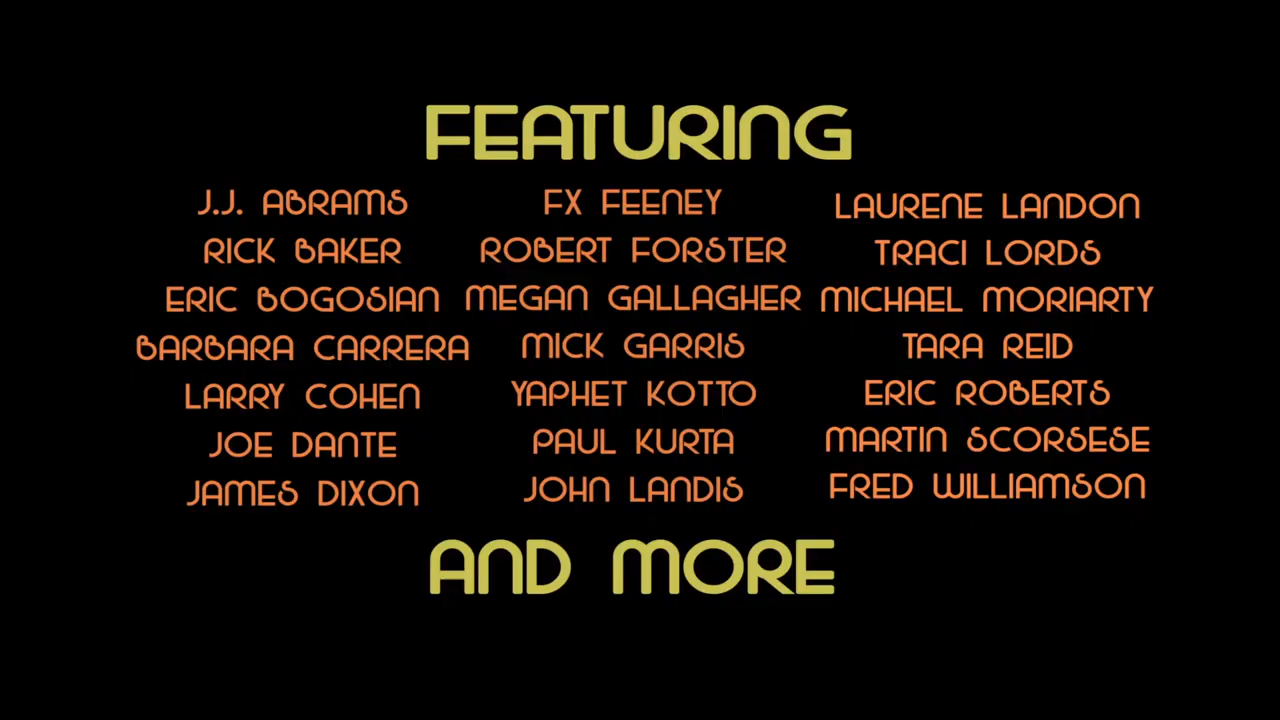 FEATURING
J.J. ABRAMS
RICK BAKER
ERIC BOGOSIAN
BARBARA CARRERA
LARRY COHEN
JOE DANTE
JAMES DIXON
FX FEENEY
ROBERT FORSTER
MEGAN GALLAGHER
MICK GARRIS
YAPHET KOTTO
PAUL KURTA
JOHN LANDIS
LAURENE LANDON
TRACI LORDS
MICHAEL MORIARTY
TARA REID
ERIC ROBERTS
MARTIN SCORSESE
FRED WILLIAMSON
AND MORE